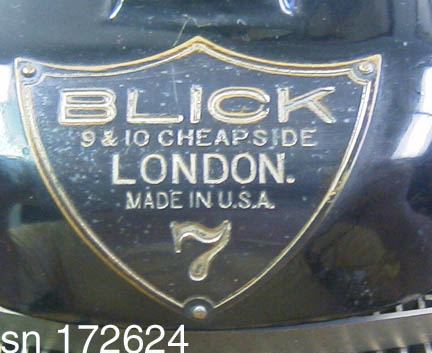 BLICK
9 & 10 CHEAPSIDE
LONDON.
MADE IN U.S.A.
7
sn 172624